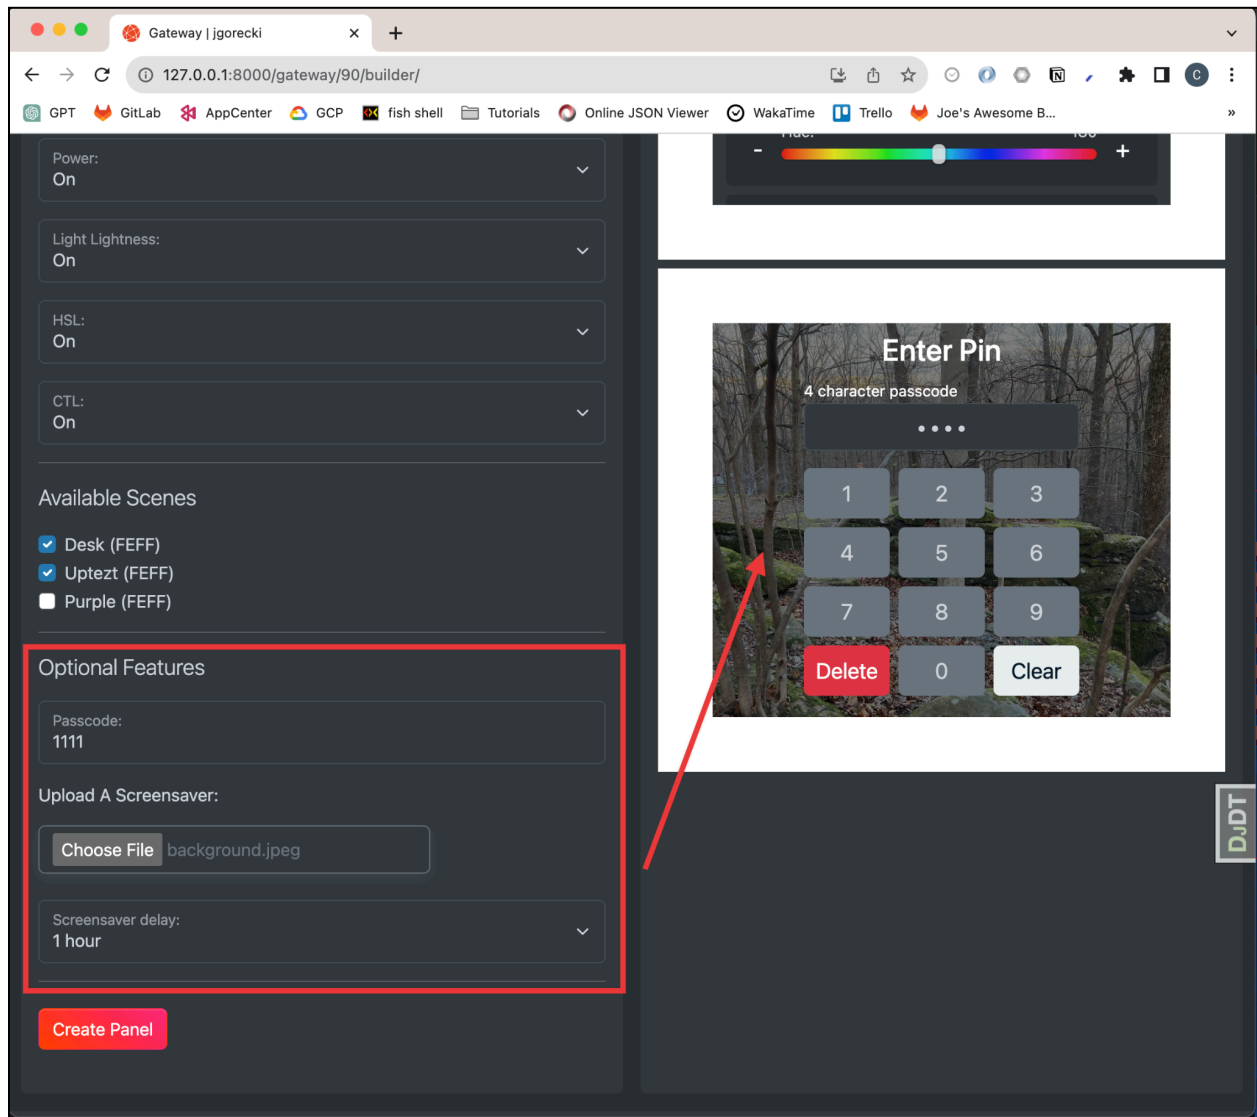 Gateway | jgorecki
127.0.0.1:8000/gateway/90/builder/
GPT GitLab AppCenter GCP fish shell Tutorials Online JSON Viewer WakaTime Trello Joe's Awesome B... »
Power:
On
Light Lightness:
On
HSL:
On
CTL:
On
Available Scenes
Desk (FEFF)
Uptezt (FEFF)
Purple (FEFF)
Optional Features
Passcode:
1111
Upload A Screensaver:
Choose File background.jpeg
Screensaver delay:
1 hour
Create Panel
- +
Enter Pin
4 character passcode
••••
1 2 3
4 5 6
7 8 9
Delete 0 Clear
DJDT